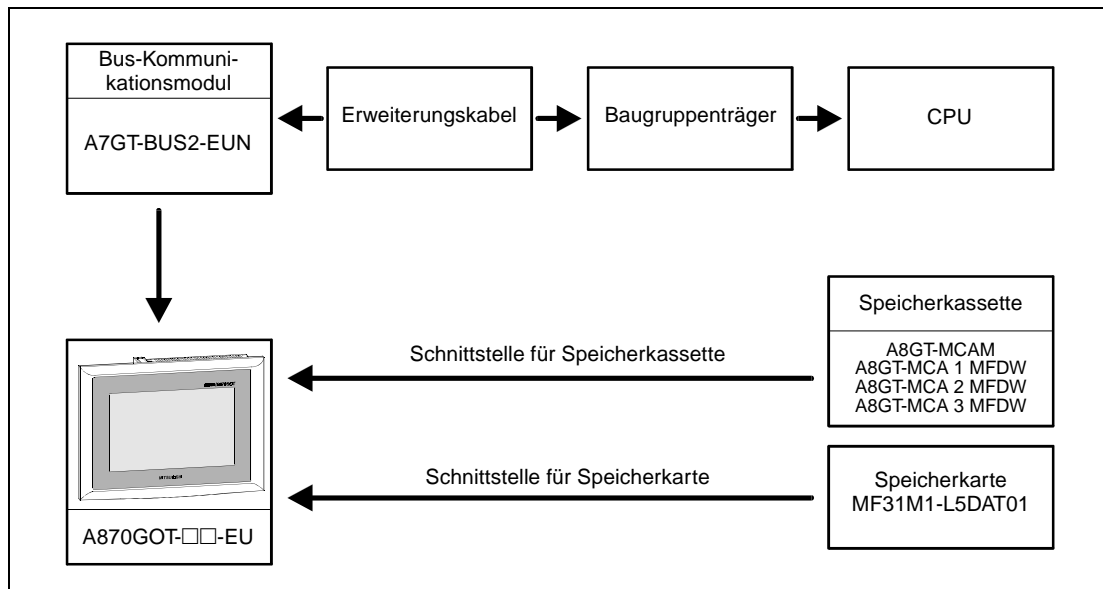 Bus-Kommuni-
kationsmodul
A7GT-BUS2-EUN
Erweiterungskabel
Baugruppenträger
CPU
Speicherkassette
A8GT-MCAM
A8GT-MCA 1 MFDW
A8GT-MCA 2 MFDW
A8GT-MCA 3 MFDW
Schnittstelle für Speicherkassette
Schnittstelle für Speicherkarte
Speicherkarte
MF31M1-L5DAT01
A870GOT-□□-EU